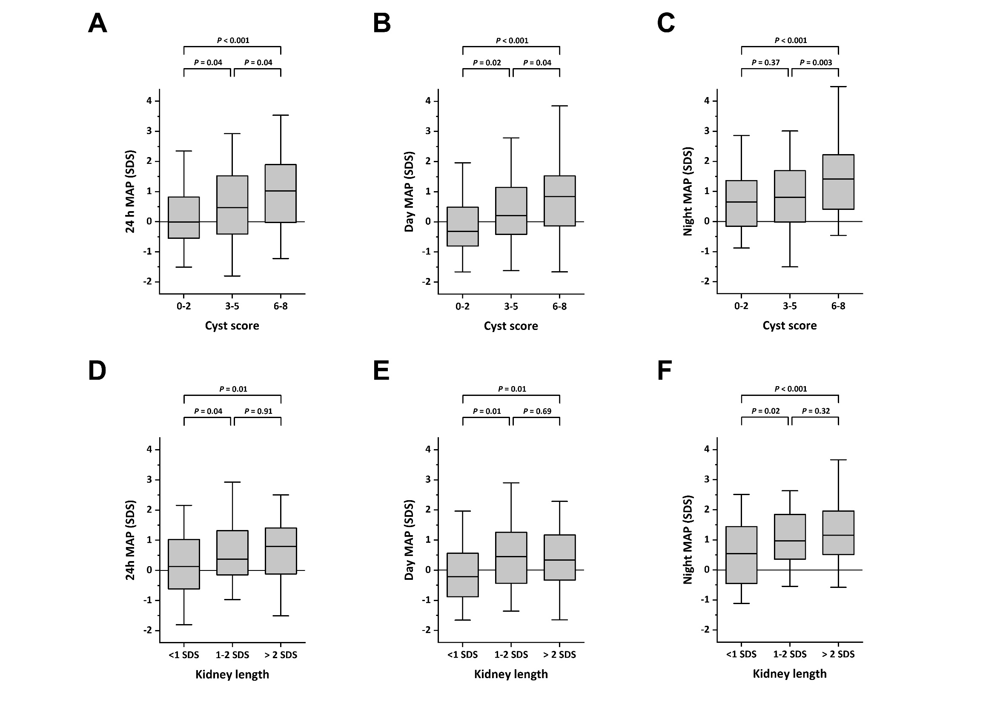 A
P < 0.001
P = 0.04
P = 0.04
24 h MAP (SDS)
4
3
2
1
0
-1
-2
0-2
3-5
6-8
Cyst score
B
P < 0.001
P = 0.02
P = 0.04
Day MAP (SDS)
4
3
2
1
0
-1
-2
0-2
3-5
6-8
Cyst score
C
P < 0.001
P = 0.37
P = 0.003
Night MAP (SDS)
4
3
2
1
0
-1
-2
0-2
3-5
6-8
Cyst score
D
P = 0.01
P = 0.04
P = 0.91
24h MAP (SDS)
4
3
2
1
0
-1
-2
<1 SDS
1-2 SDS
> 2 SDS
Kidney length
E
P = 0.01
P = 0.01
P = 0.69
Day MAP (SDS)
4
3
2
1
0
-1
-2
<1 SDS
1-2 SDS
> 2 SDS
Kidney length
F
P < 0.001
P = 0.02
P = 0.32
Night MAP (SDS)
4
3
2
1
0
-1
-2
<1 SDS
1-2 SDS
> 2 SDS
Kidney length